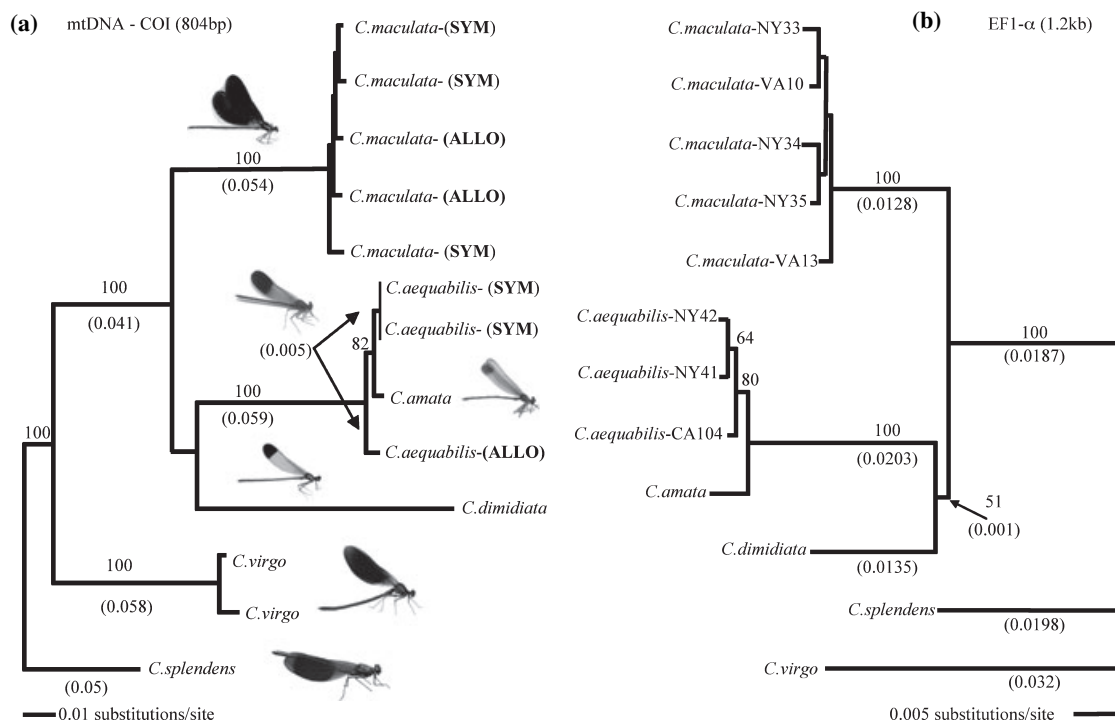 (a) mtDNA - COI (804bp)
C.maculata-(SYM)
C.maculata- (SYM)
C.maculata- (ALLO)
100
(0.054)
C.maculata- (ALLO)
C.maculata- (SYM)
C.aequabilis- (SYM)
100
(0.041)
C.aequabilis- (SYM)
(0.005)
82
100
(0.059)
C.amata
C.aequabilis-(ALLO)
100
C.dimidiata
C.virgo
100
(0.058)
C.virgo
C.splendens
(0.05)
0.01 substitutions/site
(b) EF1-α (1.2kb)
C.maculata-NY33
C.maculata-VA10
C.maculata-NY34
100
(0.0128)
C.maculata-NY35
C.maculata-VA13
C.aequabilis-NY42
64
100
(0.0187)
C.aequabilis-NY41
80
C.aequabilis-CA104
100
(0.0203)
C.amata
51
(0.001)
C.dimidiata
(0.0135)
C.splendens
(0.0198)
C.virgo
(0.032)
0.005 substitutions/site